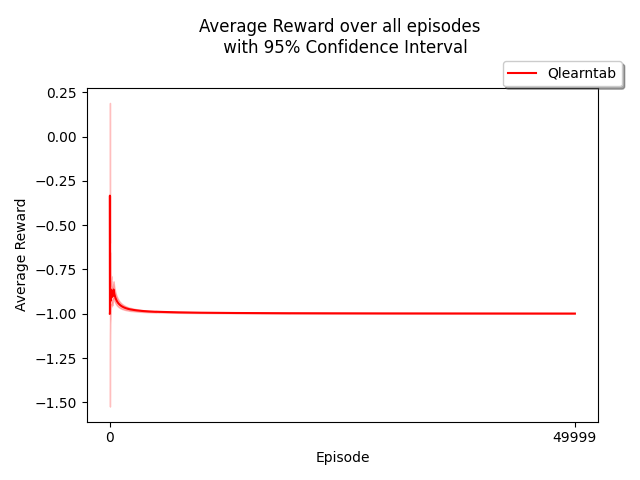 Average Reward over all episodes
with 95% Confidence Interval
Qlearntab
0.25
0.00
−0.25
−0.50
−0.75
−1.00
−1.25
−1.50
Average Reward
0
49999
Episode